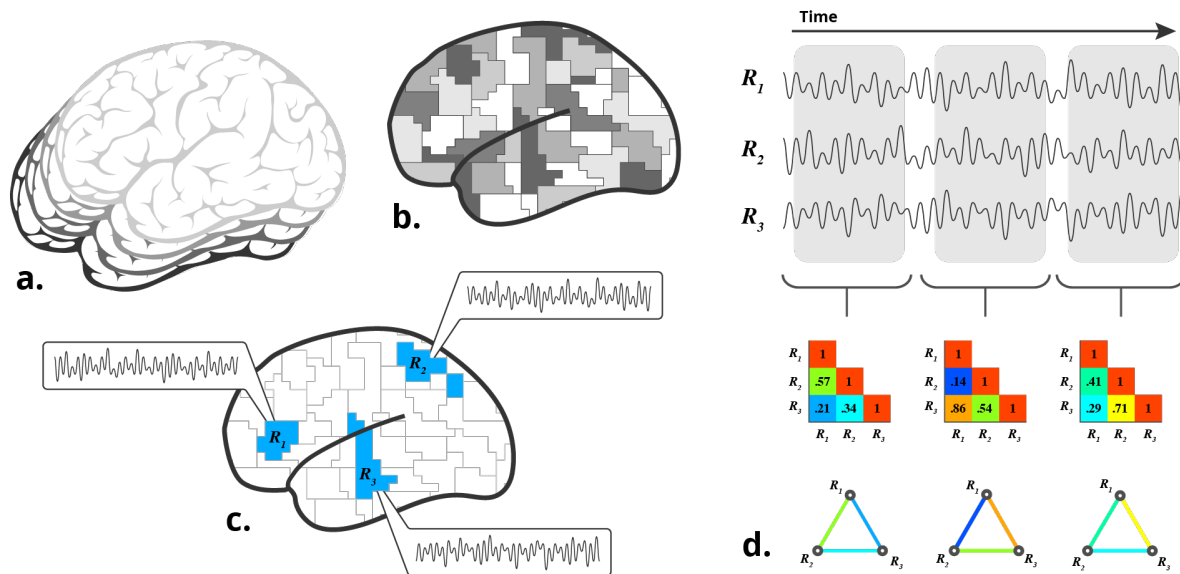 a.
b.
R1
R2
R3
c.
Time
R1
R2
R3
R1 1
R2 .57 1
R3 .21 .34 1
R1 R2 R3
R1 1
R2 .14 1
R3 .86 .54 1
R1 R2 R3
R1 1
R2 .41 1
R3 .29 .71 1
R1 R2 R3
d.
R1
R2 R3
R1
R2 R3
R1
R2 R3